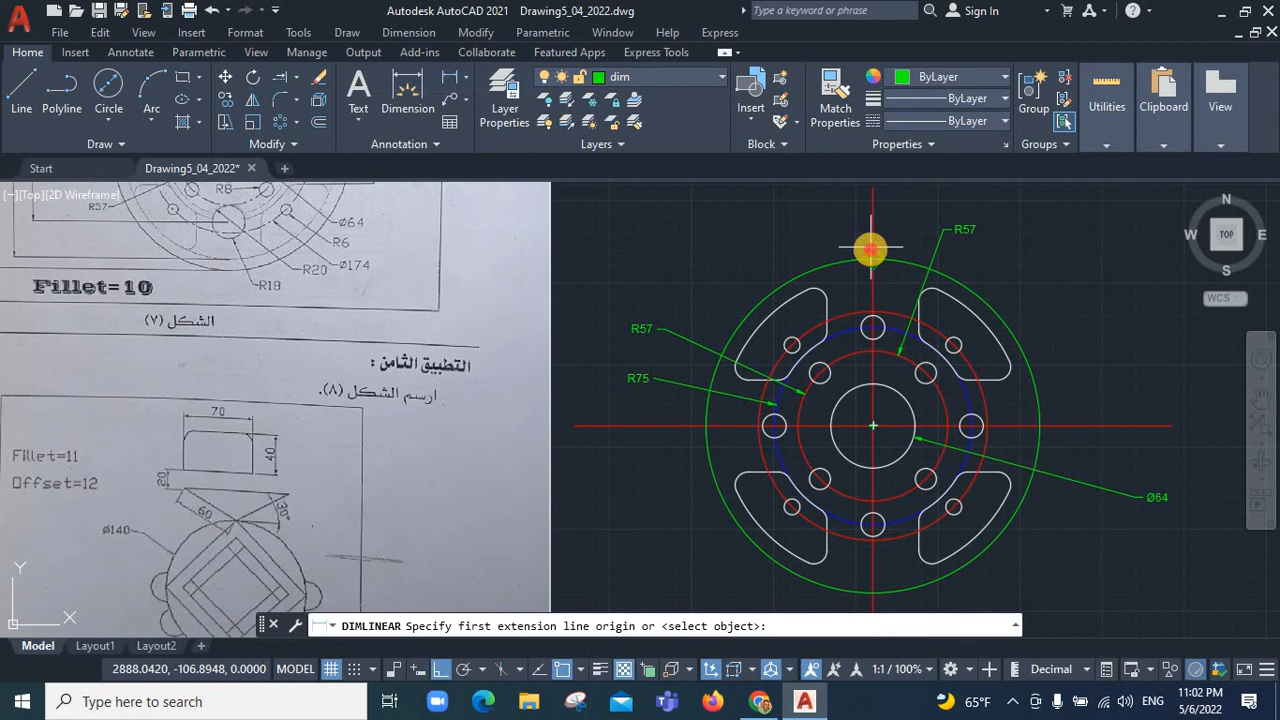 Autodesk AutoCAD 2021 Drawing5_04_2022.dwg
Type a keyword or phrase
Sign In
File Edit View Insert Format Tools Draw Dimension Modify Parametric Window Help Express
Home Insert Annotate Parametric View Manage Output Add-ins Collaborate Featured Apps Express Tools
Line Polyline Circle Arc
Text Dimension
Layer Properties
dim
Insert
Match Properties
ByLayer
ByLayer
ByLayer
Group
Utilities
Clipboard
View
Draw Modify Annotation Layers Block Properties Groups
Start
Drawing5_04_2022*
[−][Top][2D Wireframe]
R8
R57
Ø64
R6
Ø174
R20
R18
Fillet=10
الشكل (٧)
التطبيق الثامن :
ارسم الشكل (٨).
70
40
Fillet=11
Offset=12
20
60
30°
Ø140
Y
X
R57
R57
R75
Ø64
N
W
TOP
E
S
WCS
DIMLINEAR Specify first extension line origin or <select object>:
Model Layout1 Layout2
2888.0420, -106.8948, 0.0000 MODEL
1:1 / 100%
Decimal
Type here to search
65°F
ENG
11:02 PM
5/6/2022